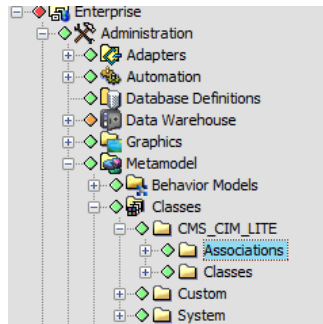 Enterprise
Administration
Adapters
Automation
Database Definitions
Data Warehouse
Graphics
Metamodel
Behavior Models
Classes
CMS_CIM_LITE
Associations
Classes
Custom
System